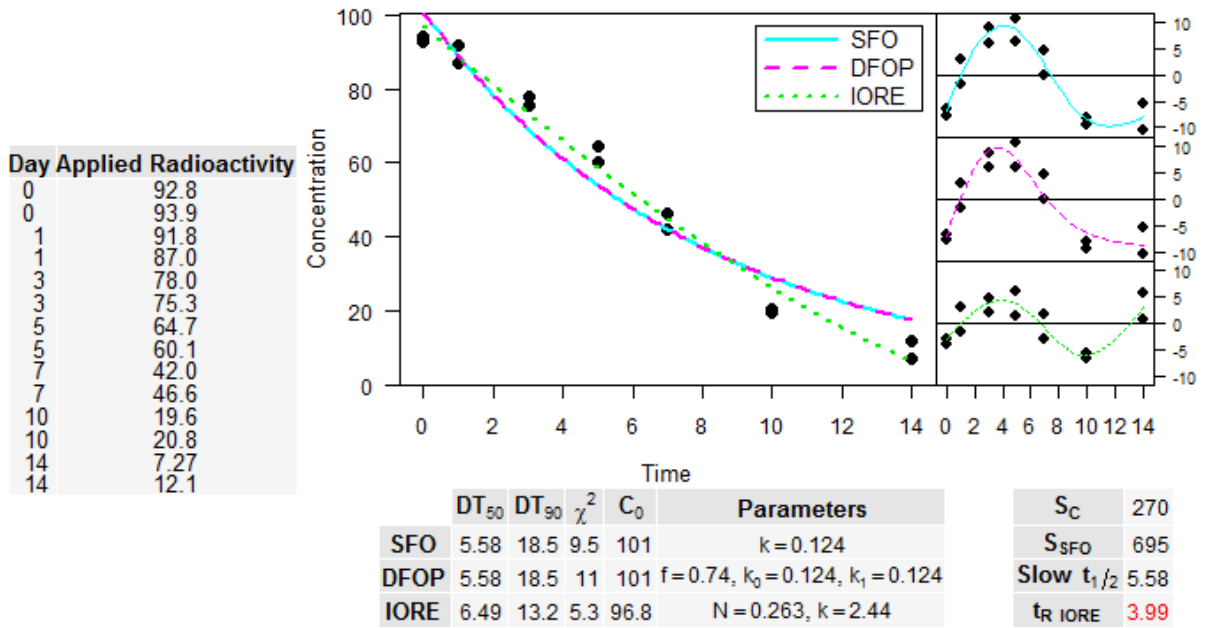 Day Applied Radioactivity
0 92.8
0 93.9
1 91.8
1 87.0
3 78.0
3 75.3
5 64.7
5 60.1
7 42.0
7 46.6
10 19.6
10 20.8
14 7.27
14 12.1
Concentration
100
80
60
40
20
0
0 2 4 6 8 10 12 14
Time
SFO
DFOP
IORE
10
5
0
-5
-10
10
5
0
-5
-10
10
5
0
-5
-10
0 2 4 6 8 10 12 14
DT50 DT90 χ2 C0 Parameters
SFO 5.58 18.5 9.5 101 k = 0.124
DFOP 5.58 18.5 11 101 f = 0.74, k0 = 0.124, k1 = 0.124
IORE 6.49 13.2 5.3 96.8 N = 0.263, k = 2.44
SC 270
SSFO 695
Slow t1/2 5.58
tR IORE 3.99